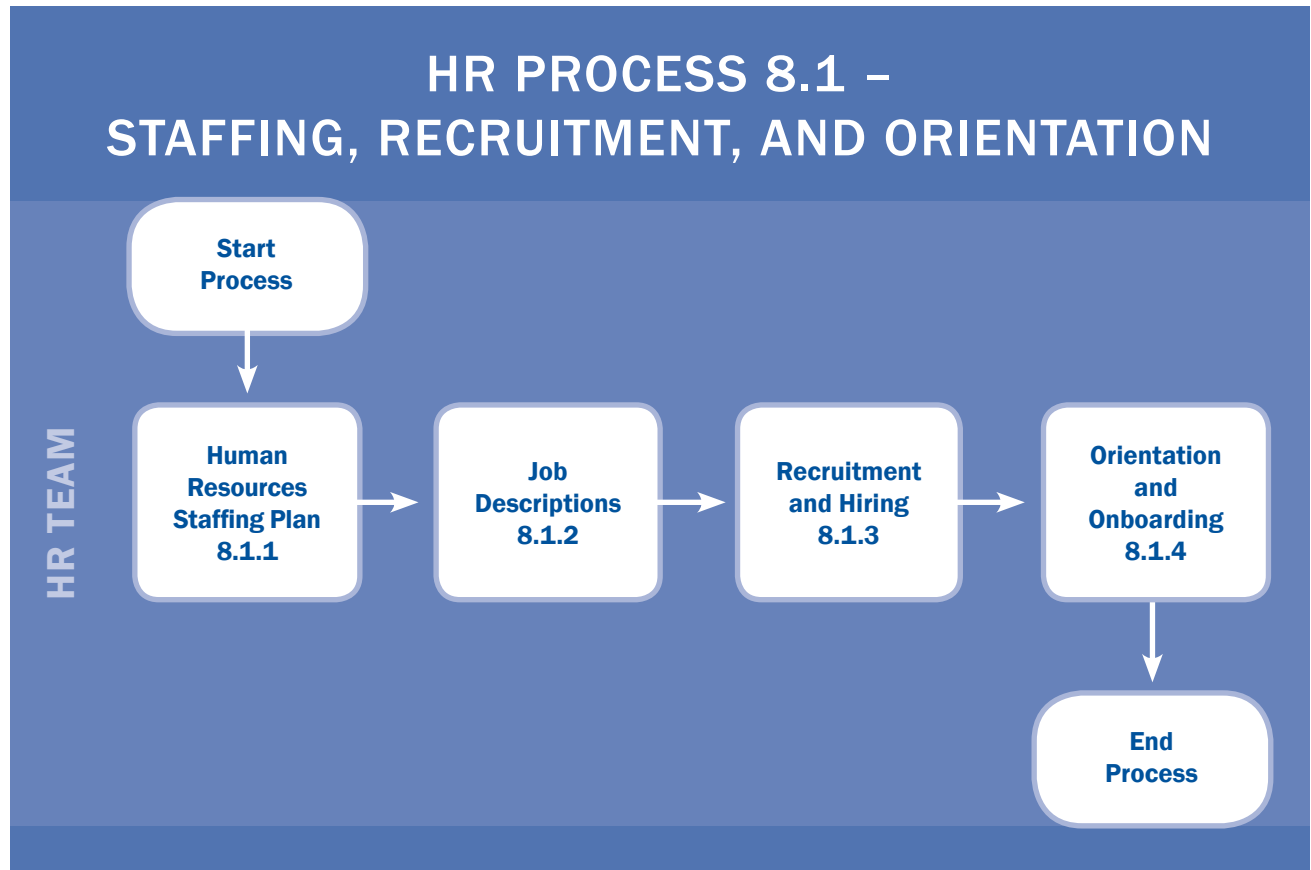 HR PROCESS 8.1 –
STAFFING, RECRUITMENT, AND ORIENTATION
Start
Process
HR TEAM
Human
Resources
Staffing Plan
8.1.1
Job
Descriptions
8.1.2
Recruitment
and Hiring
8.1.3
Orientation
and
Onboarding
8.1.4
End
Process